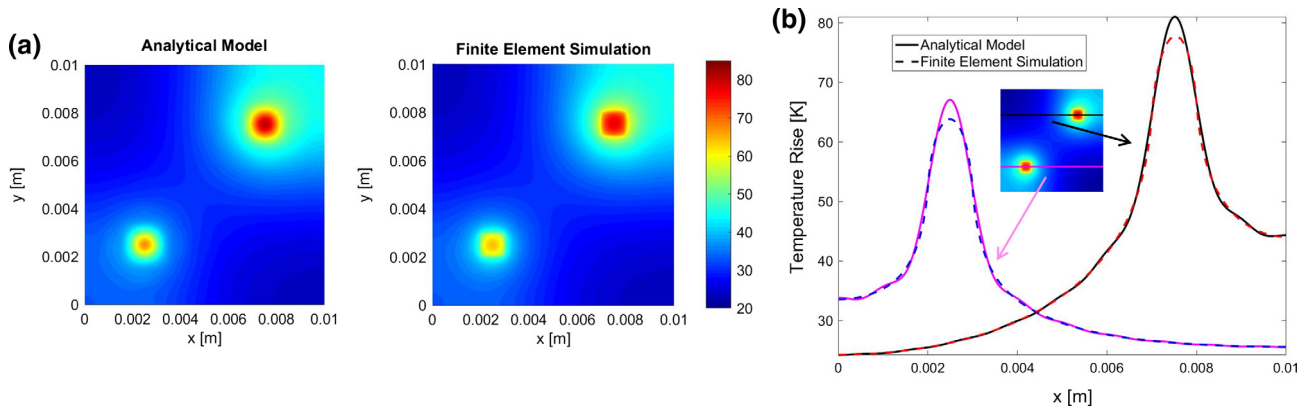 (a)
Analytical Model
0.01
0.008
0.006
0.004
0.002
0
y [m]
0 0.002 0.004 0.006 0.008 0.01
x [m]
Finite Element Simulation
0.01
0.008
0.006
0.004
0.002
0
y [m]
0 0.002 0.004 0.006 0.008 0.01
x [m]
80
70
60
50
40
30
20
(b)
80
70
60
50
40
30
Temperature Rise [K]
Analytical Model
Finite Element Simulation
0 0.002 0.004 0.006 0.008 0.01
x [m]